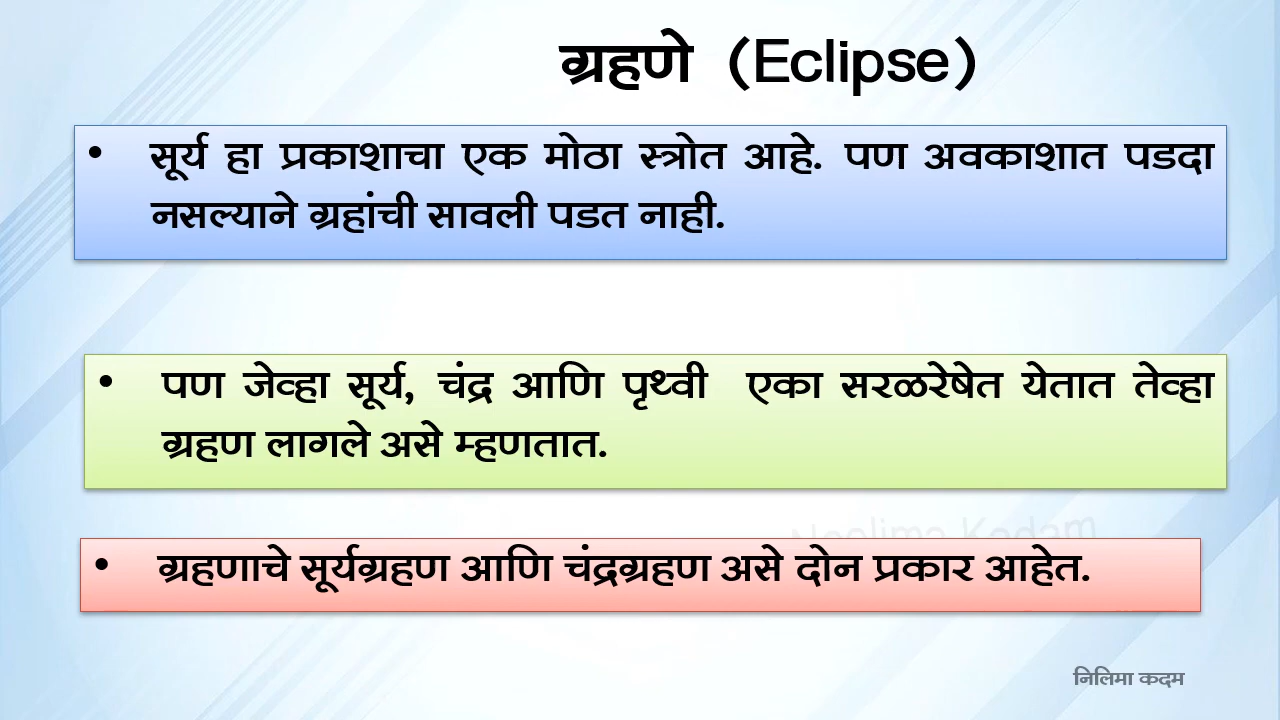 ग्रहणे (Eclipse)
• सूर्य हा प्रकाशाचा एक मोठा स्त्रोत आहे. पण अवकाशात पडदा
नसल्याने ग्रहांची सावली पडत नाही.
• पण जेव्हा सूर्य, चंद्र आणि पृथ्वी एका सरळरेषेत येतात तेव्हा
ग्रहण लागले असे म्हणतात.
Neelima Kadam
• ग्रहणाचे सूर्यग्रहण आणि चंद्रग्रहण असे दोन प्रकार आहेत.
निलिमा कदम